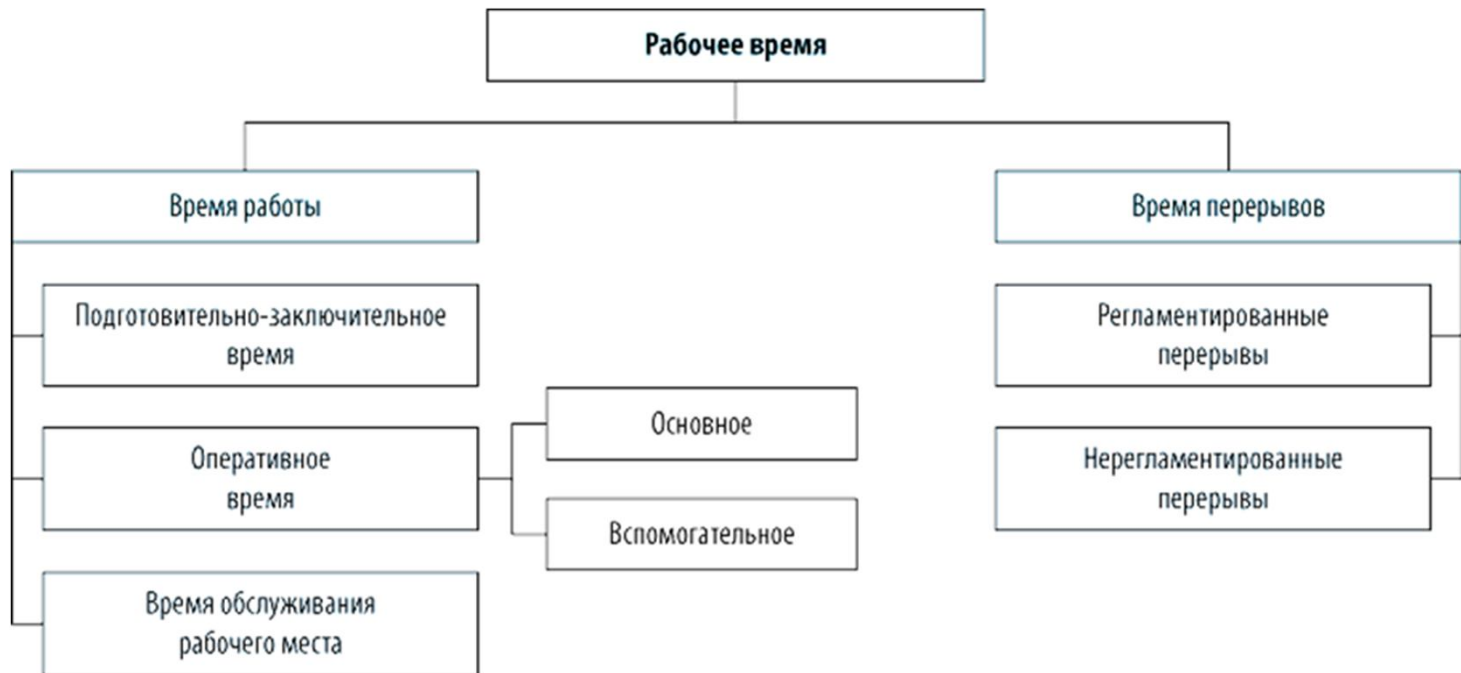 Рабочее время
Время работы
Время перерывов
Подготовительно-заключительное
время
Регламентированные
перерывы
Оперативное
время
Основное
Вспомогательное
Нерегламентированные
перерывы
Время обслуживания
рабочего места